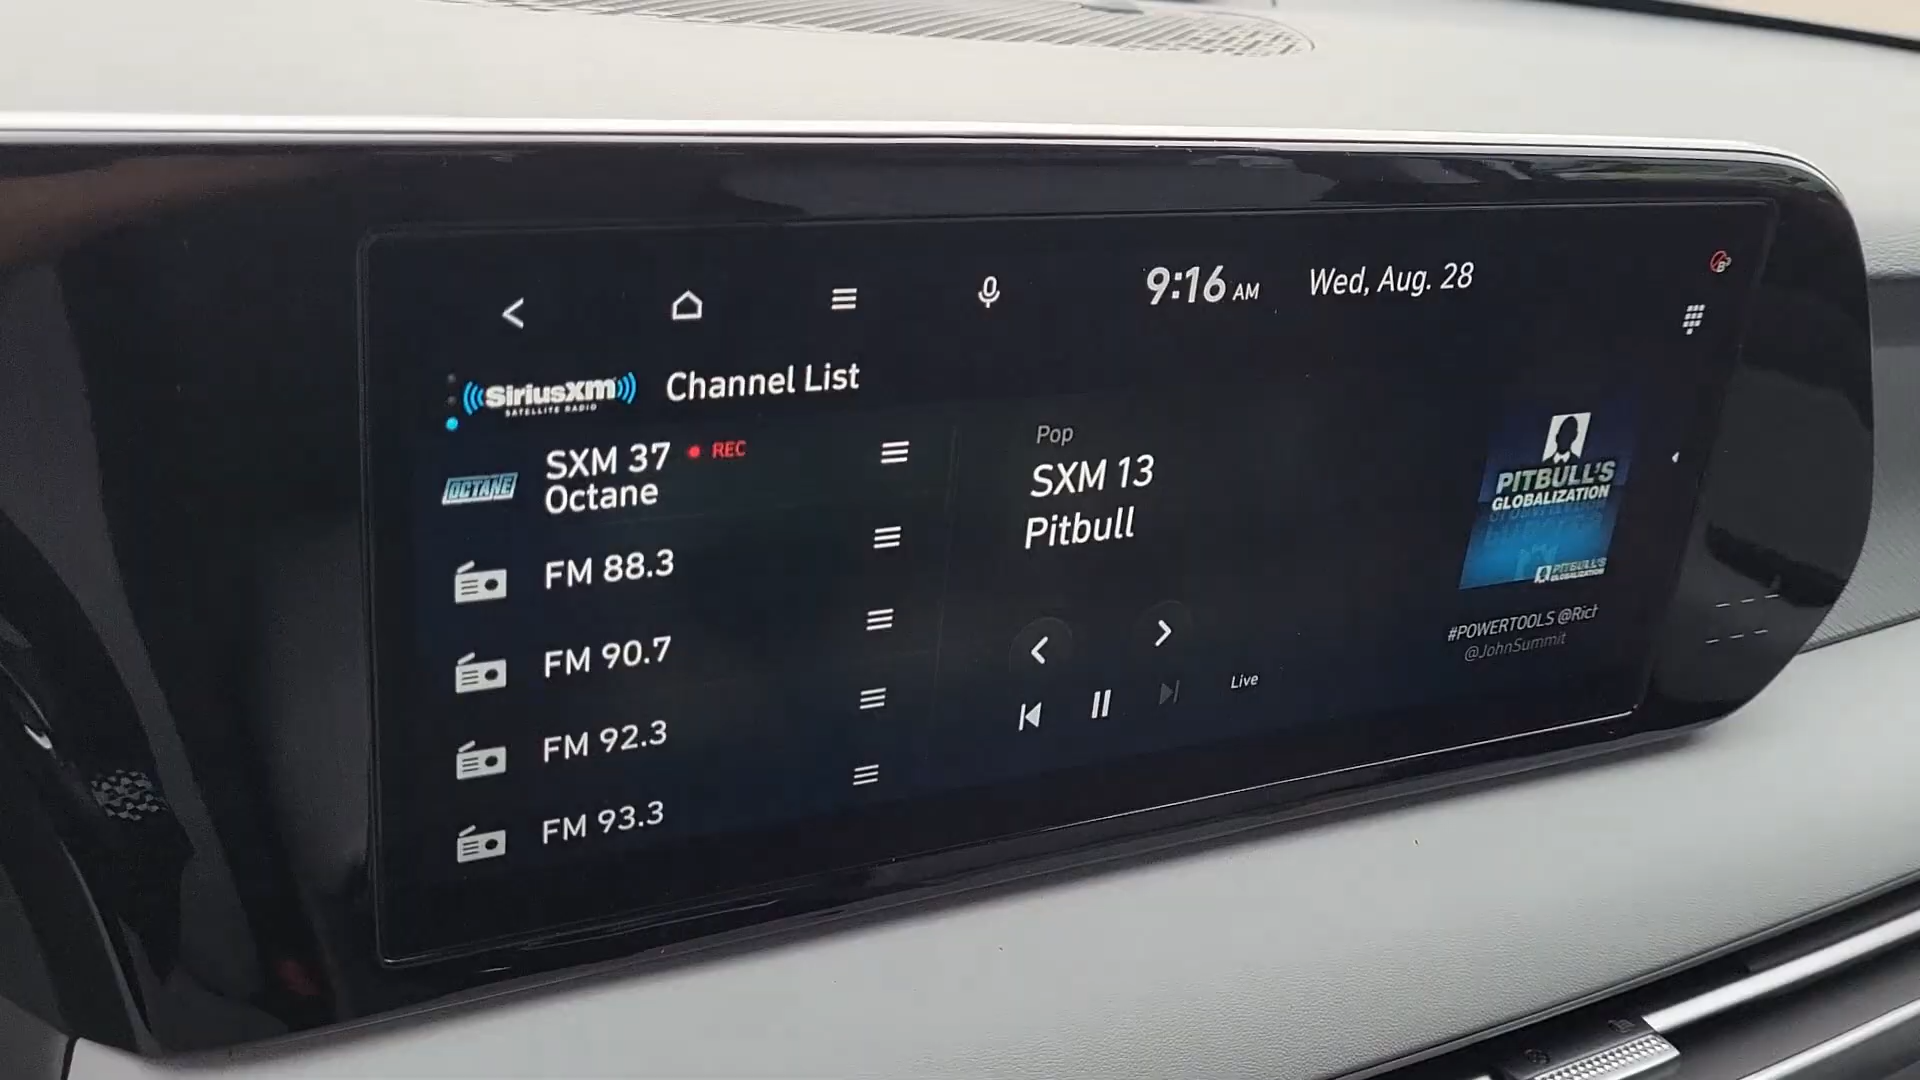 9:16 AM
Wed, Aug. 28
SiriusXM
SATELLITE RADIO
Channel List
OCTANE
SXM 37
REC
Octane
FM 88.3
FM 90.7
FM 92.3
FM 93.3
Pop
SXM 13
Pitbull
Live
PITBULL'S
GLOBALIZATION
PITBULL'S
GLOBALIZATION
#POWERTOOLS @Rich
@JohnSummit